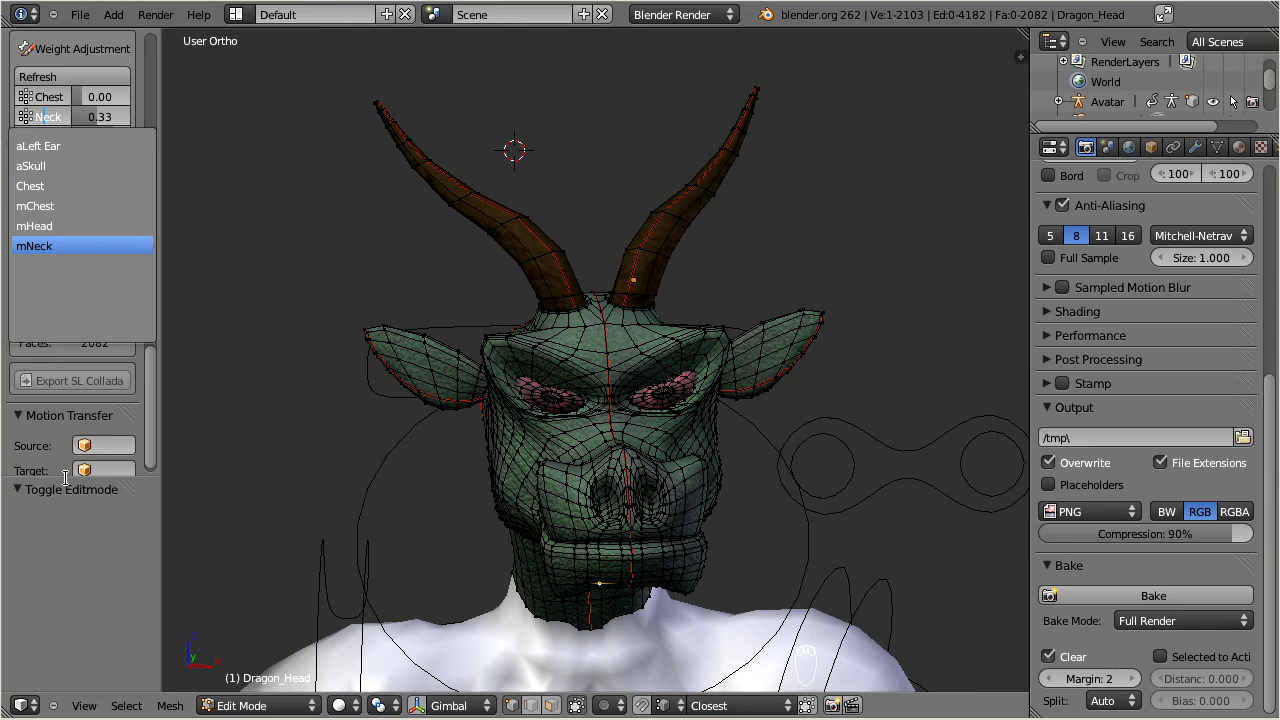 File Add Render Help Default Scene Blender Render blender.org 262 | Ve:1-2103 | Ed:0-4182 | Fa:0-2082 | Dragon_Head
Weight Adjustment
Refresh
Chest 0.00
Neck 0.33
aLeft Ear
aSkull
Chest
mChest
mHead
mNeck
Faces: 2082
Export SL Collada
Motion Transfer
Source:
Target:
Toggle Editmode
User Ortho
z
y x
(1) Dragon_Head
View Select Mesh Edit Mode Gimbal Closest
View Search All Scenes
RenderLayers |
World
Avatar
Bord Crop : 100 : 100
Anti-Aliasing
5 8 11 16 Mitchell-Netrav
Full Sample Size: 1.000
Sampled Motion Blur
Shading
Performance
Post Processing
Stamp
Output
/tmp\
Overwrite File Extensions
Placeholders
PNG BW RGB RGBA
Compression: 90%
Bake
Bake
Bake Mode: Full Render
Clear Selected to Acti
Margin: 2 Distanc: 0.000
Split: Auto Bias: 0.000